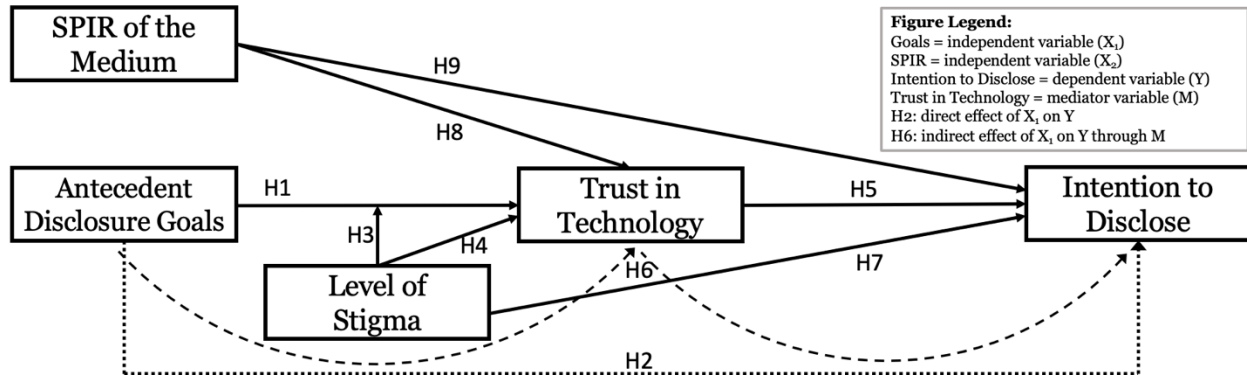 SPIR of the
Medium
Figure Legend:
Goals = independent variable (X₁)
SPIR = independent variable (X₂)
Intention to Disclose = dependent variable (Y)
Trust in Technology = mediator variable (M)
H2: direct effect of X₁ on Y
H6: indirect effect of X₁ on Y through M
H9
H8
Antecedent
Disclosure Goals
H1
Trust in
Technology
H5
Intention to
Disclose
H3
H4
H6
H7
Level of
Stigma
H2